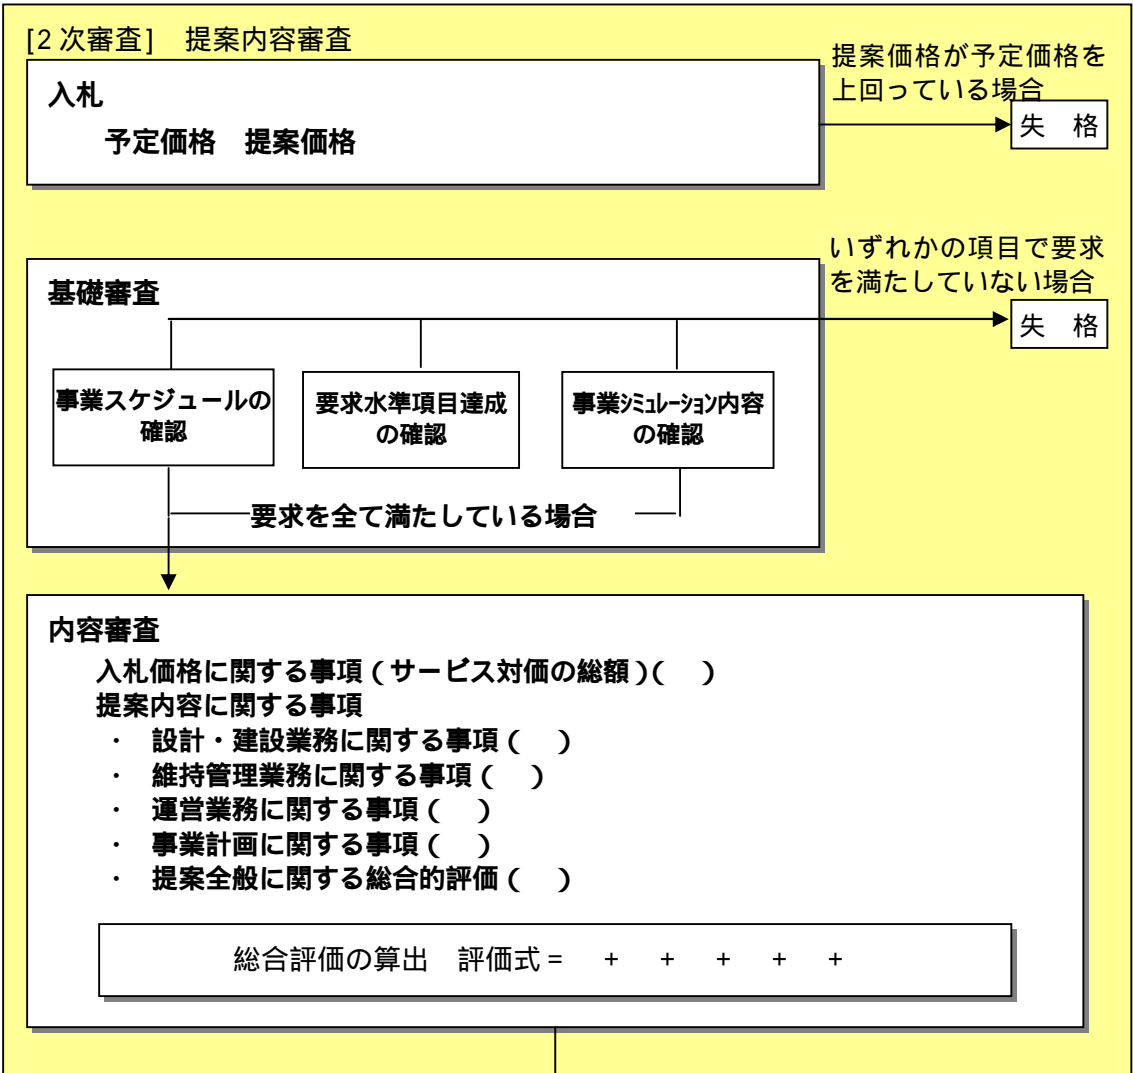 [2次審査]　提案内容審査
提案価格が予定価格を
上回っている場合
入札
予定価格　提案価格
失　格
いずれかの項目で要求
を満たしていない場合
基礎審査
失　格
事業スケジュールの
確認
要求水準項目達成
の確認
事業ｼﾐｭﾚｰｼｮﾝ内容
の確認
要求を全て満たしている場合
内容審査
入札価格に関する事項（サービス対価の総額）(　)
提案内容に関する事項
・　設計・建設業務に関する事項（　）
・　維持管理業務に関する事項（　）
・　運営業務に関する事項（　）
・　事業計画に関する事項（　）
・　提案全般に関する総合的評価（　）
総合評価の算出　評価式＝　+　+　+　+　+